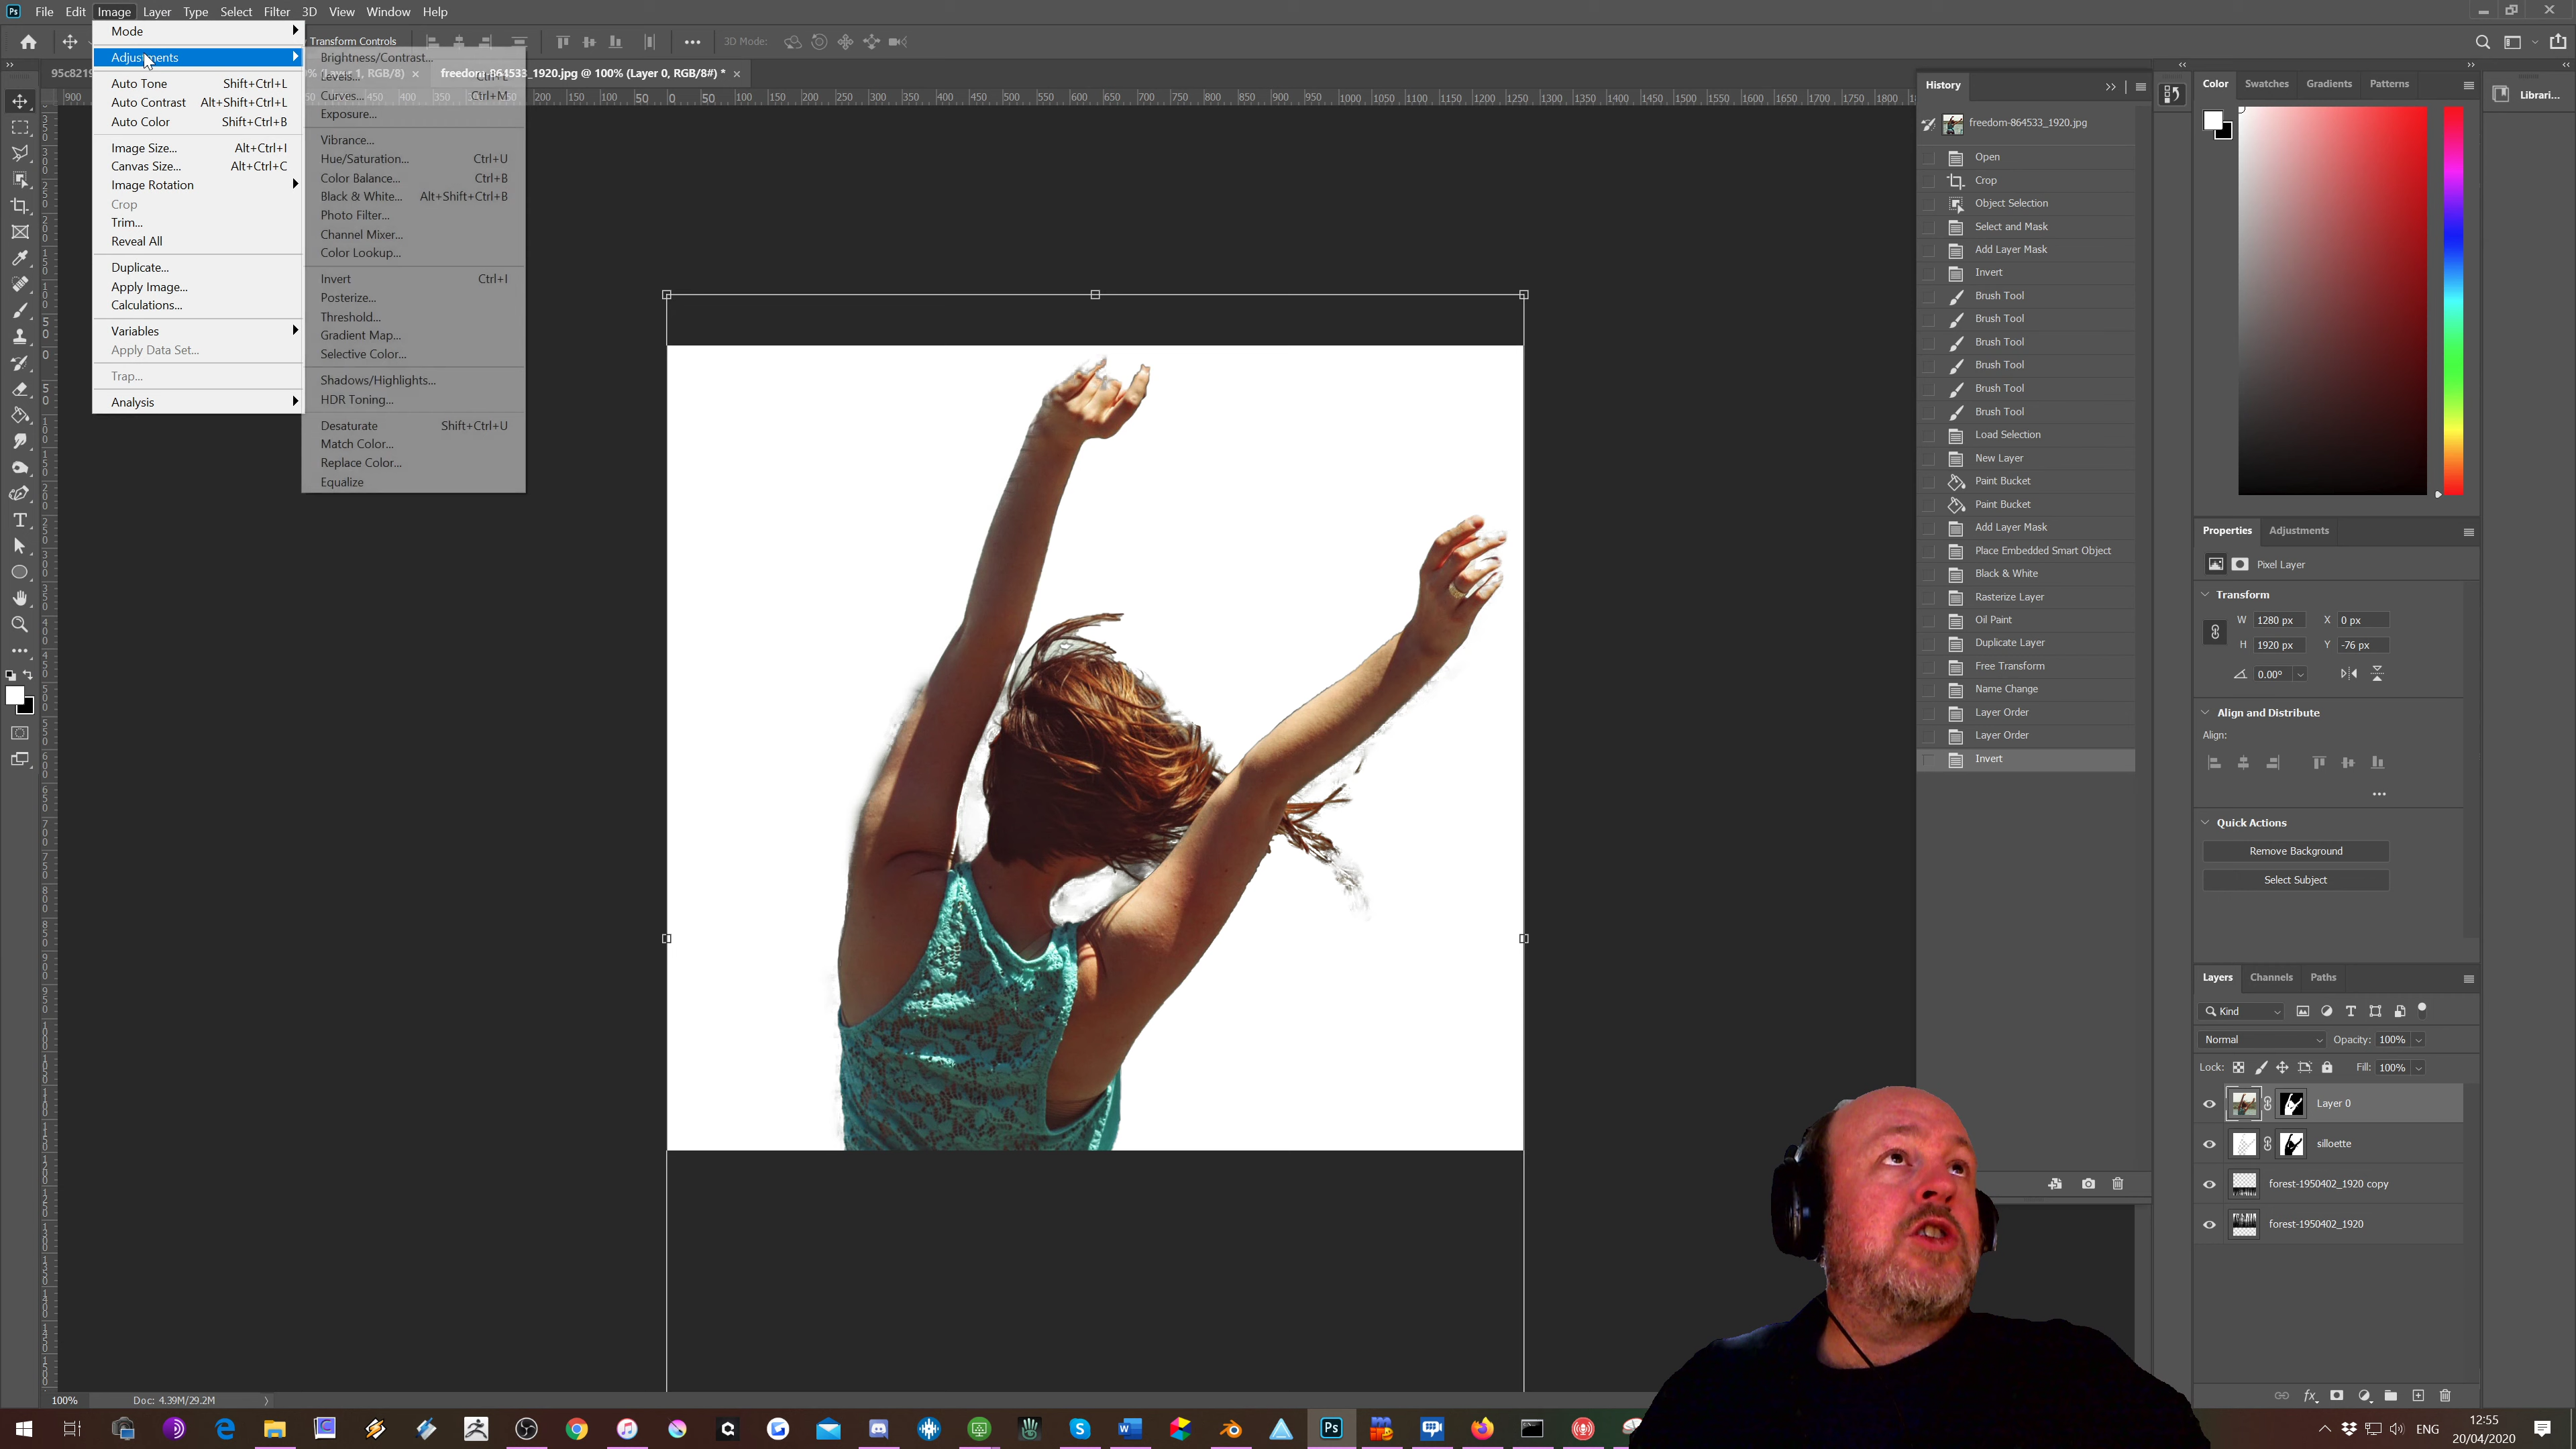 Ps File Edit Image Layer Type Select Filter 3D View Window Help
Transform Controls 3D Mode:
95c8219 % (Layer 1, RGB/8) × freedom-864533_1920.jpg @ 100% (Layer 0, RGB/8#) * ×
Mode
Adjustments
Auto Tone Shift+Ctrl+L
Auto Contrast Alt+Shift+Ctrl+L
Auto Color Shift+Ctrl+B
Image Size... Alt+Ctrl+I
Canvas Size... Alt+Ctrl+C
Image Rotation
Crop
Trim...
Reveal All
Duplicate...
Apply Image...
Calculations...
Variables
Apply Data Set...
Trap...
Analysis
Brightness/Contrast...
Levels... Ctrl+L
Curves... Ctrl+M
Exposure...
Vibrance...
Hue/Saturation... Ctrl+U
Color Balance... Ctrl+B
Black & White... Alt+Shift+Ctrl+B
Photo Filter...
Channel Mixer...
Color Lookup...
Invert Ctrl+I
Posterize...
Threshold...
Gradient Map...
Selective Color...
Shadows/Highlights...
HDR Toning...
Desaturate Shift+Ctrl+U
Match Color...
Replace Color...
Equalize
History
freedom-864533_1920.jpg
Open
Crop
Object Selection
Select and Mask
Add Layer Mask
Invert
Brush Tool
Brush Tool
Brush Tool
Brush Tool
Brush Tool
Brush Tool
Load Selection
New Layer
Paint Bucket
Paint Bucket
Add Layer Mask
Place Embedded Smart Object
Black & White
Rasterize Layer
Oil Paint
Duplicate Layer
Free Transform
Name Change
Layer Order
Layer Order
Invert
Color Swatches Gradients Patterns
Librari...
Properties Adjustments
Pixel Layer
Transform
W 1280 px X 0 px
H 1920 px Y -76 px
0.00°
Align and Distribute
Align:
Quick Actions
Remove Background
Select Subject
Layers Channels Paths
Kind
Normal Opacity: 100%
Lock: Fill: 100%
Layer 0
silloette
forest-1950402_1920 copy
forest-1950402_1920
100% Doc: 4.39M/29.2M
ENG
12:55
20/04/2020